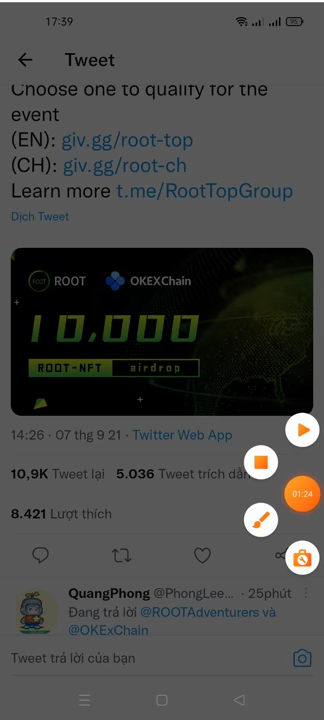 17:39
Tweet
Choose one to qualify for the
event
(EN): giv.gg/root-top
(CH): giv.gg/root-ch
Learn more t.me/RootTopGroup
Dịch Tweet
ROOT OKEXChain
10,000
ROOT-NFT airdrop
14:26 · 07 thg 9 21 · Twitter Web App
10,9K Tweet lại 5.036 Tweet trích dẫn
01:24
8.421 Lượt thích
QuangPhong @PhongLee... · 25phút
Đang trả lời @ROOTAdventurers và
@OKExChain
Tweet trả lời của bạn